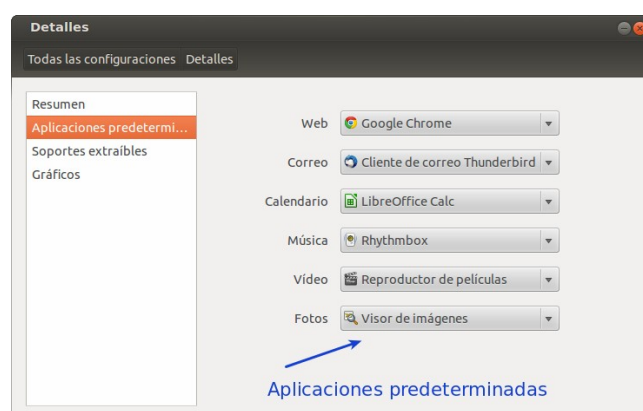 Detalles
Todas las configuraciones Detalles
Resumen
Aplicaciones predetermi...
Soportes extraíbles
Gráficos
Web Google Chrome
Correo Cliente de correo Thunderbird
Calendario LibreOffice Calc
Música Rhythmbox
Vídeo Reproductor de películas
Fotos Visor de imágenes
Aplicaciones predeterminadas